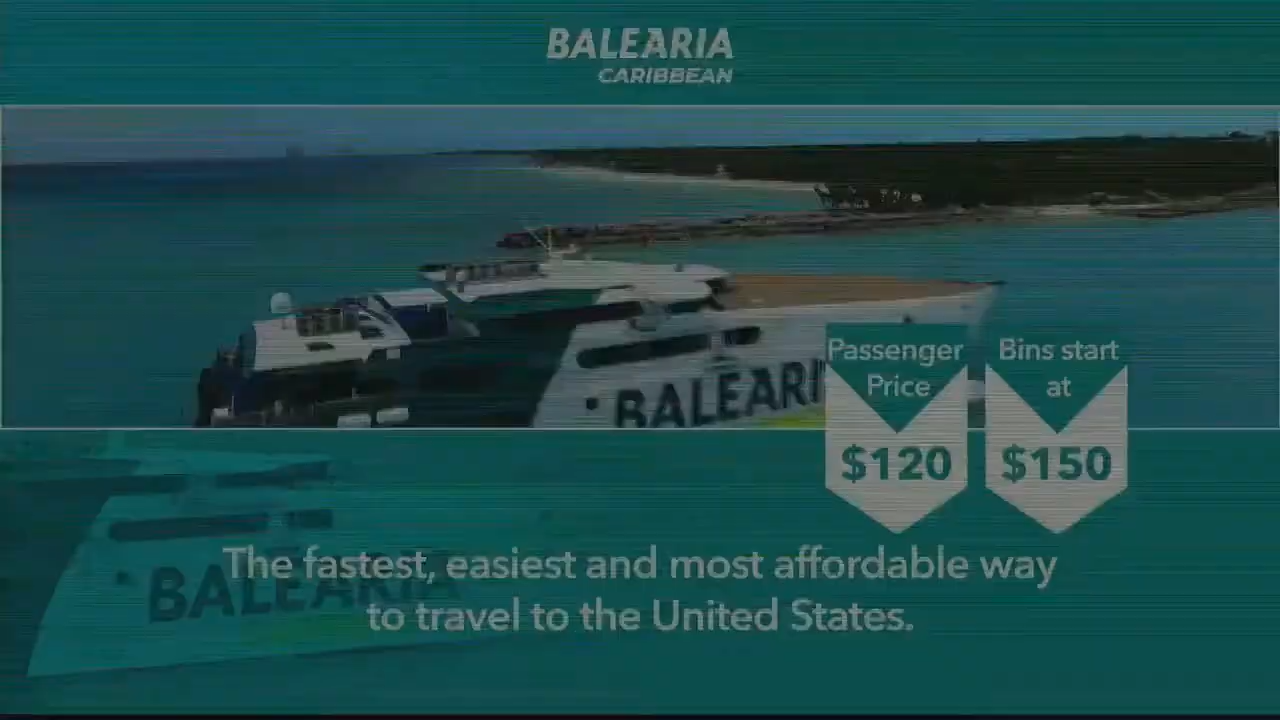 BALEARIA
CARIBBEAN
BALEARI
Passenger
Price
$120
Bins start
at
$150
BALEARIA
The fastest, easiest and most affordable way
to travel to the United States.